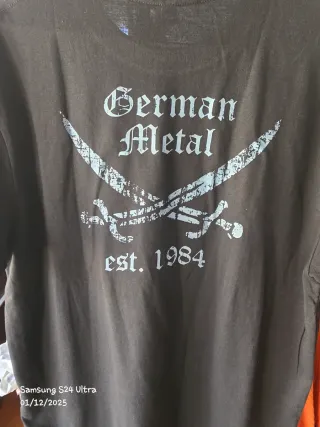 German
Metal
est. 1984
Samsung S24 Ultra
01/12/2025